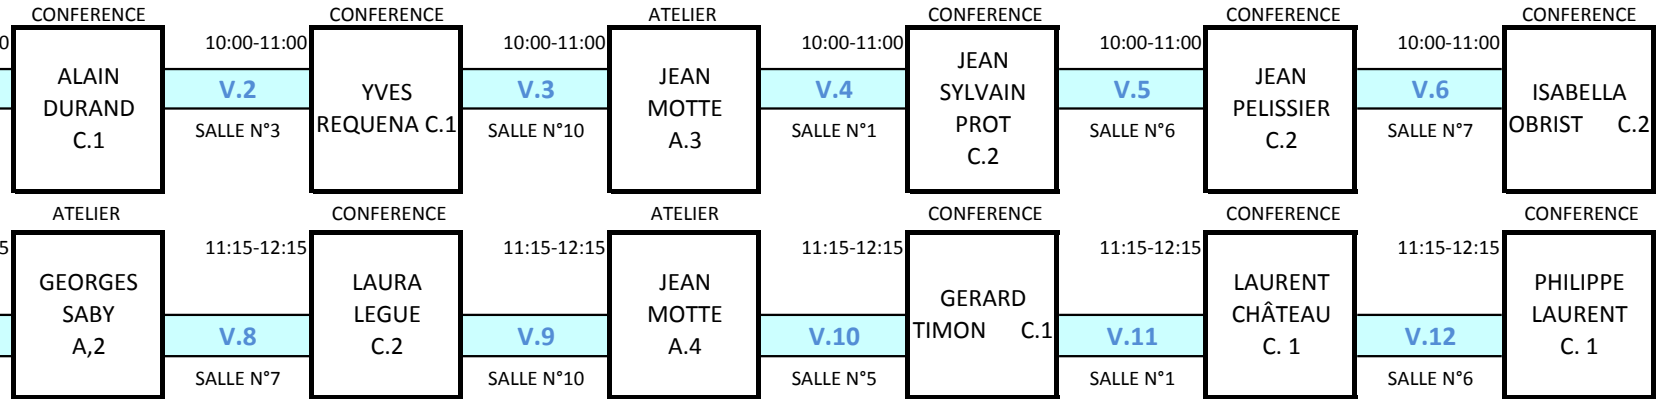 CONFERENCE CONFERENCE ATELIER CONFERENCE CONFERENCE CONFERENCE
0 10:00-11:00 10:00-11:00 10:00-11:00 10:00-11:00 10:00-11:00
ALAIN
DURAND
C.1
V.2
SALLE N°3
YVES
REQUENA C.1
V.3
SALLE N°10
JEAN
MOTTE
A.3
V.4
SALLE N°1
JEAN
SYLVAIN
PROT
C.2
V.5
SALLE N°6
JEAN
PELISSIER
C.2
V.6
SALLE N°7
ISABELLA
OBRIST C.2
ATELIER CONFERENCE ATELIER CONFERENCE CONFERENCE CONFERENCE
5 11:15-12:15 11:15-12:15 11:15-12:15 11:15-12:15 11:15-12:15
GEORGES
SABY
A,2
V.8
SALLE N°7
LAURA
LEGUE
C.2
V.9
SALLE N°10
JEAN
MOTTE
A.4
V.10
SALLE N°5
GERARD
TIMON C.1
V.11
SALLE N°1
LAURENT
CHÂTEAU
C. 1
V.12
SALLE N°6
PHILIPPE
LAURENT
C. 1